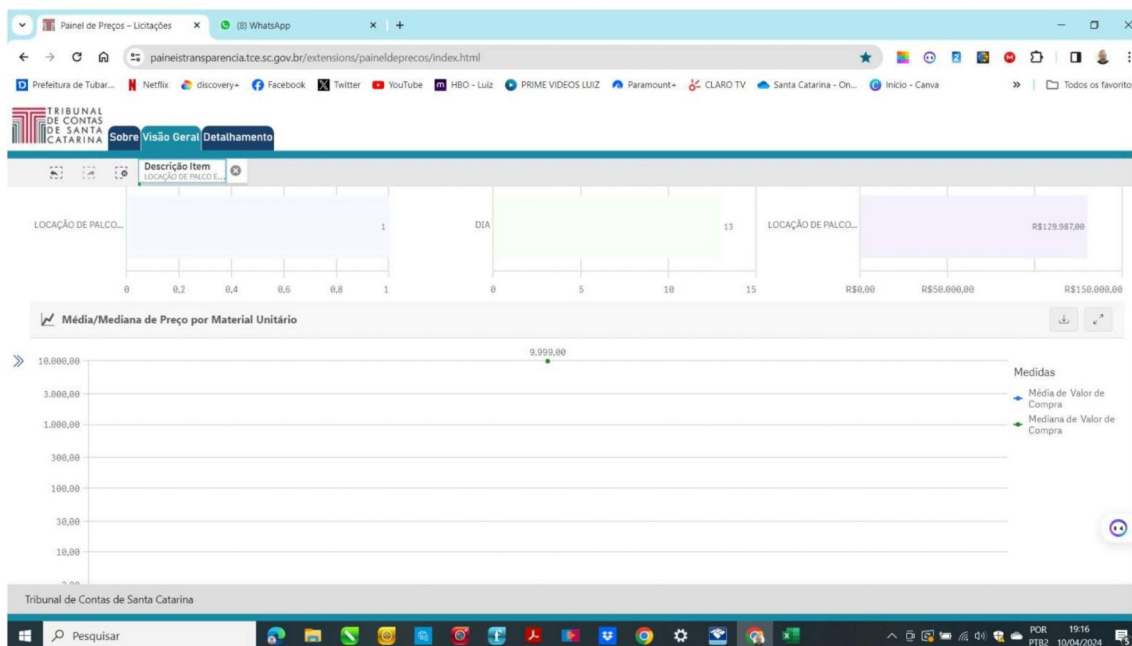 Painel de Preços – Licitações
(8) WhatsApp
paineistransparencia.tce.sc.gov.br/extensions/paineldeprecos/index.html
Prefeitura de Tubar...
Netflix
discovery+
Facebook
Twitter
YouTube
HBO - Luiz
PRIME VIDEOS LUIZ
Paramount+
CLARO TV
Santa Catarina - On...
Início - Canva
Todos os favorito
TRIBUNAL
DE CONTAS
DE SANTA
CATARINA
Sobre
Visão Geral
Detalhamento
Descrição Item
LOCAÇÃO DE PALCO E...
LOCAÇÃO DE PALCO...
1
0 0,2 0,4 0,6 0,8 1
DIA
13
0 5 10 15
LOCAÇÃO DE PALCO...
R$129.987,00
R$0,00 R$50.000,00 R$150.000,00
Média/Mediana de Preço por Material Unitário
9.999,00
10.000,00
3.000,00
1.000,00
300,00
100,00
30,00
10,00
Medidas
Média de Valor de
Compra
Mediana de Valor de
Compra
Tribunal de Contas de Santa Catarina
Pesquisar
POR
PTB2
19:16
10/04/2024